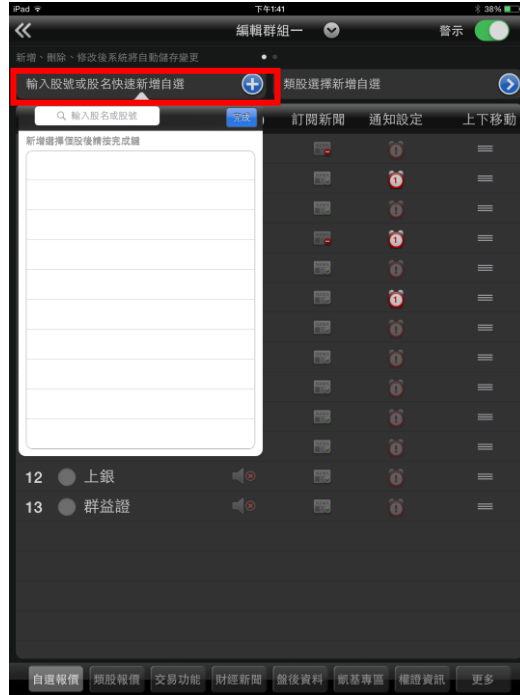 iPad 下午1:41 38%
編輯群組一 警示
新增、刪除、修改後系統將自動儲存變更
輸入股號或股名快速新增自選 類股選擇新增自選
輸入股名或股號 完成 訂閱新聞 通知設定 上下移動
新增選擇個股後請按完成鍵
12 上銀
13 群益證
自選報價 類股報價 交易功能 財經新聞 盤後資料 凱基專區 權證資訊 更多